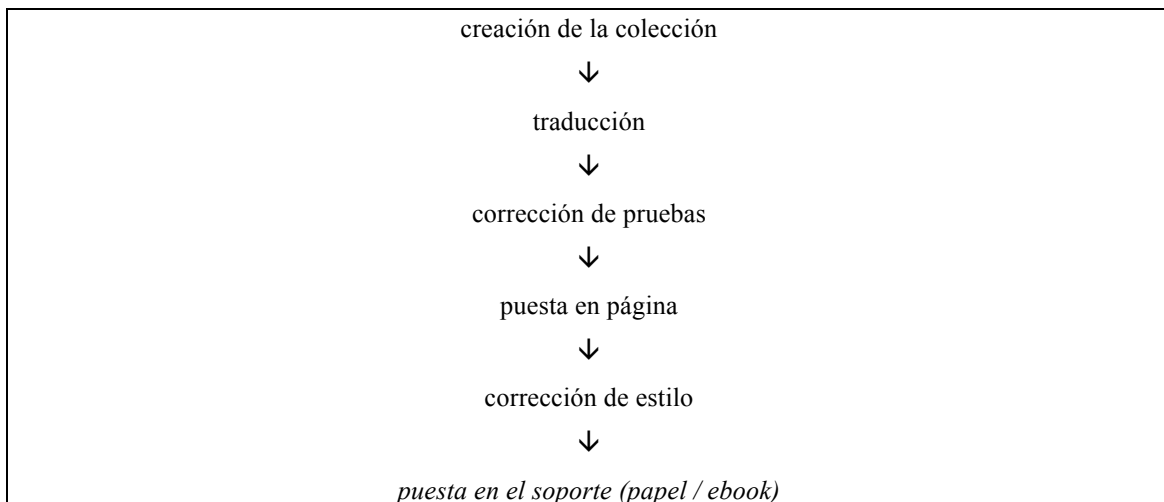 creación de la colección
↓
traducción
↓
corrección de pruebas
↓
puesta en página
↓
corrección de estilo
↓
puesta en el soporte (papel / ebook)